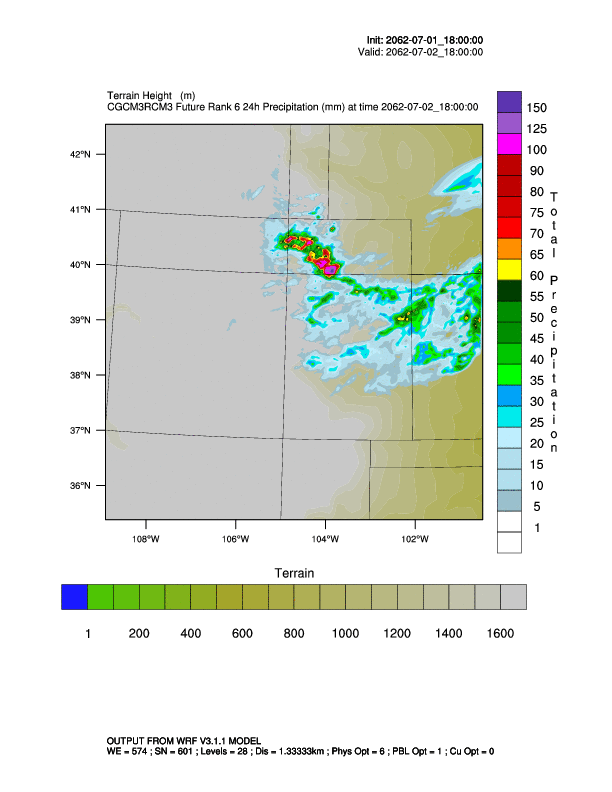 Init: 2062-07-01_18:00:00
Valid: 2062-07-02_18:00:00
Terrain Height (m)
CGCM3RCM3 Future Rank 6 24h Precipitation (mm) at time 2062-07-02_18:00:00
42°N
41°N
40°N
39°N
38°N
37°N
36°N
108°W 106°W 104°W 102°W
150
125
100
90
80
75
70
65
60
55
50
45
40
35
30
25
20
15
10
5
1
Total Precipitation
Terrain
1 200 400 600 800 1000 1200 1400 1600
OUTPUT FROM WRF V3.1.1 MODEL
WE = 574 ; SN = 601 ; Levels = 28 ; Dis = 1.33333km ; Phys Opt = 6 ; PBL Opt = 1 ; Cu Opt = 0